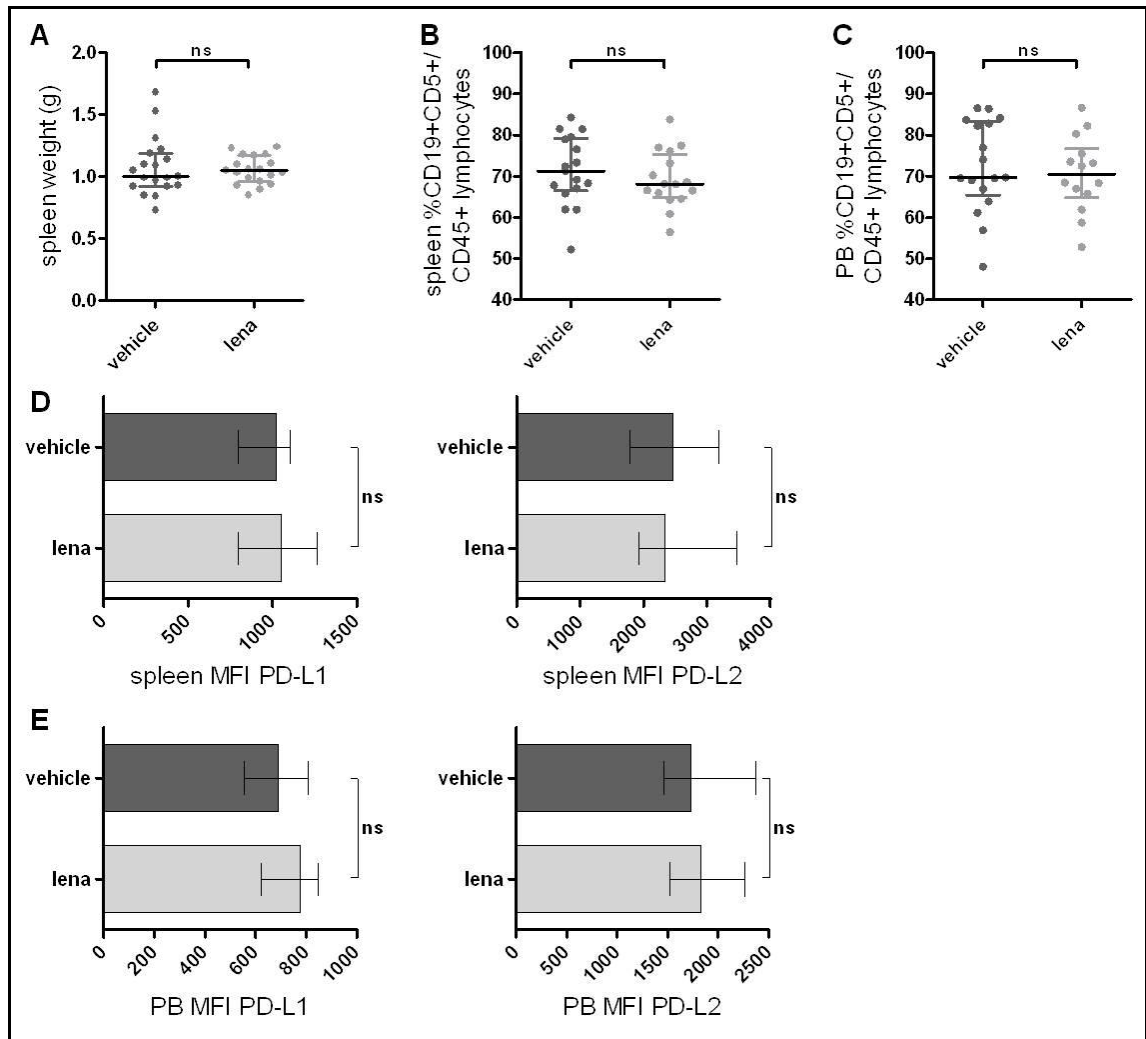 A
ns
spleen weight (g)
2.0
1.5
1.0
0.5
0.0
vehicle
lena
B
ns
spleen %CD19+CD5+/
CD45+ lymphocytes
100
90
80
70
60
50
40
vehicle
lena
C
ns
PB %CD19+CD5+/
CD45+ lymphocytes
100
90
80
70
60
50
40
vehicle
lena
D
vehicle
lena
ns
0
500
1000
1500
spleen MFI PD-L1
ns
0
1000
2000
3000
4000
spleen MFI PD-L2
E
vehicle
lena
ns
0
200
400
600
800
1000
PB MFI PD-L1
ns
0
500
1000
1500
2000
2500
PB MFI PD-L2